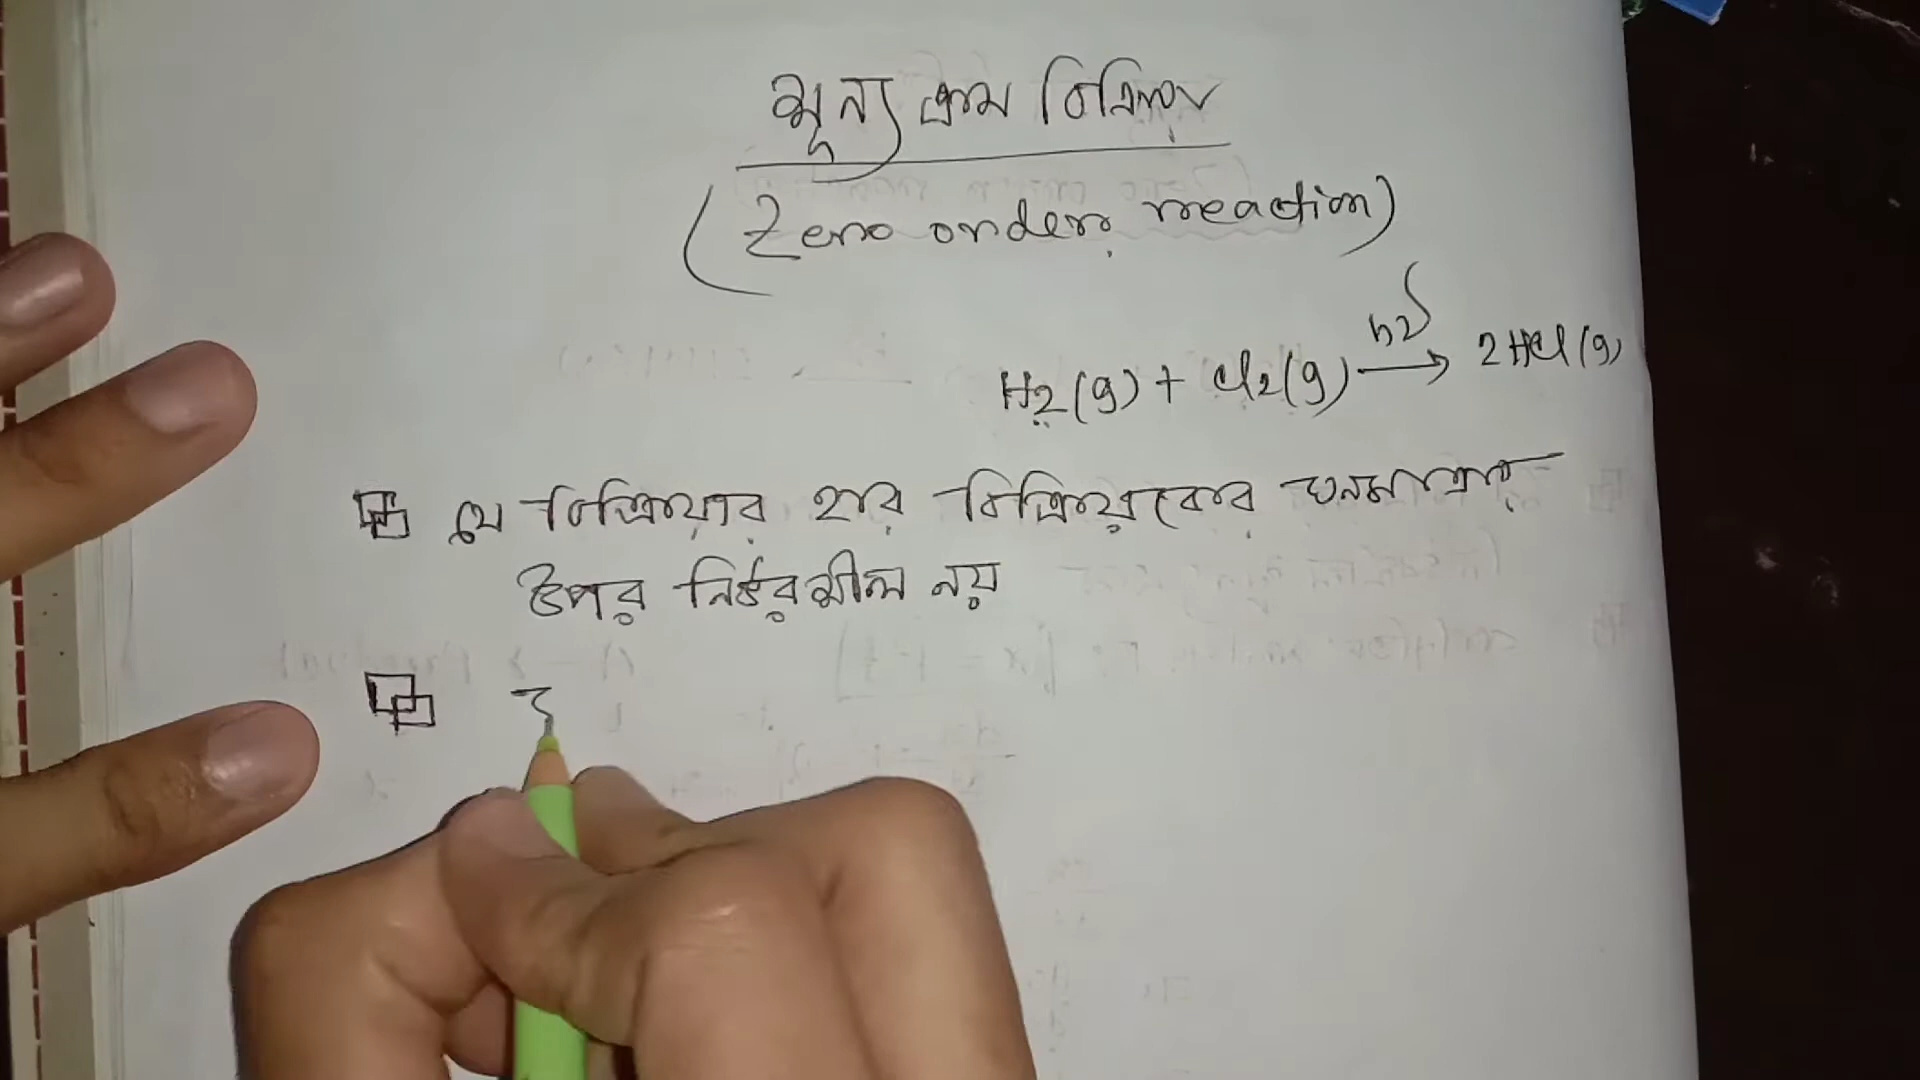 শূন্য ক্রম বিক্রিয়া
(Zero order reaction)
H₂(g) + Cl₂(g) —hν→ 2HCl(g)
যে বিক্রিয়ার হার বিক্রিয়কের ঘনমাত্রার
উপর নির্ভরশীল নয়